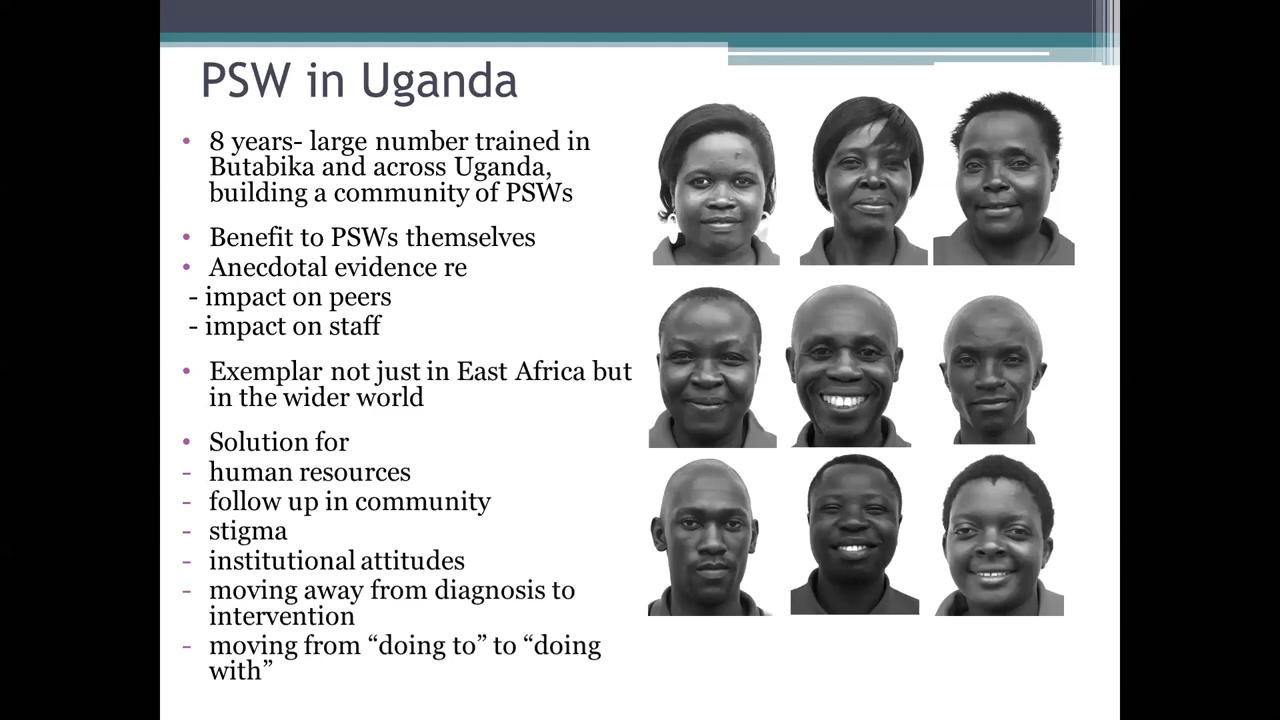 PSW in Uganda
• 8 years- large number trained in
Butabika and across Uganda,
building a community of PSWs
• Benefit to PSWs themselves
• Anecdotal evidence re
- impact on peers
- impact on staff
• Exemplar not just in East Africa but
in the wider world
• Solution for
- human resources
- follow up in community
- stigma
- institutional attitudes
- moving away from diagnosis to
intervention
- moving from “doing to” to “doing
with”